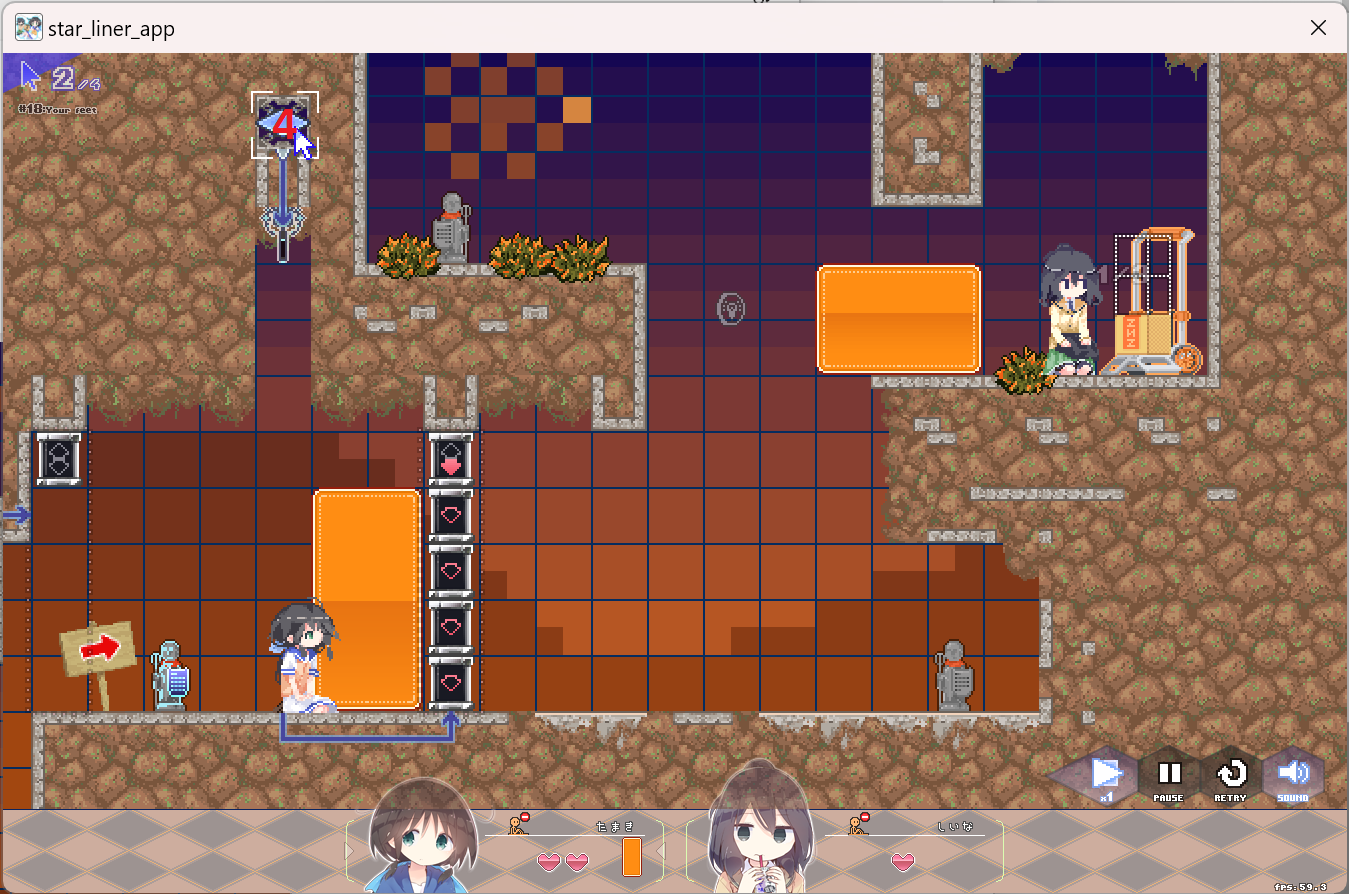 star_liner_app
2/4
#18:Your feet
4
x1
PAUSE
RETRY
SOUND
たまき
しいな
fps:59.3